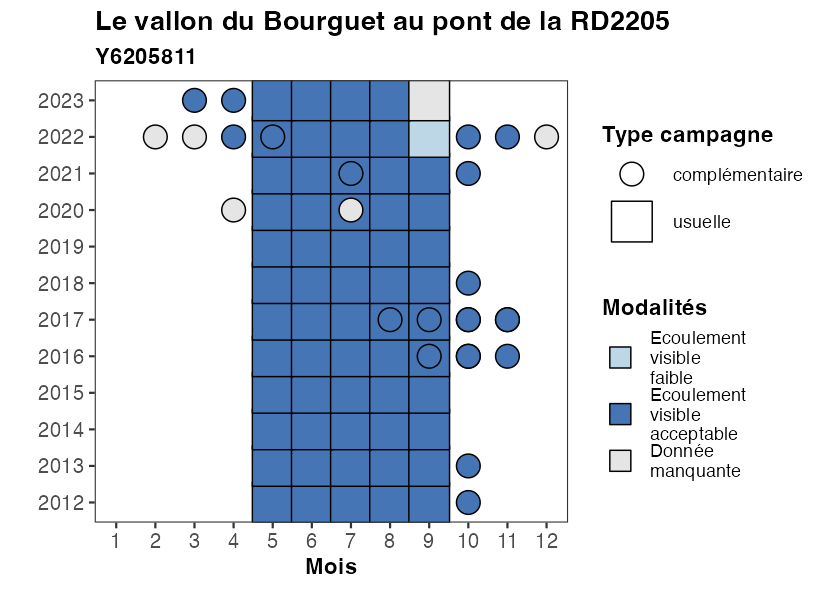 Le vallon du Bourguet au pont de la RD2205
Y6205811
2023
2022
2021
2020
2019
2018
2017
2016
2015
2014
2013
2012
1 2 3 4 5 6 7 8 9 10 11 12
Mois
Type campagne
complémentaire
usuelle
Modalités
Ecoulement
visible
faible
Ecoulement
visible
acceptable
Donnée
manquante